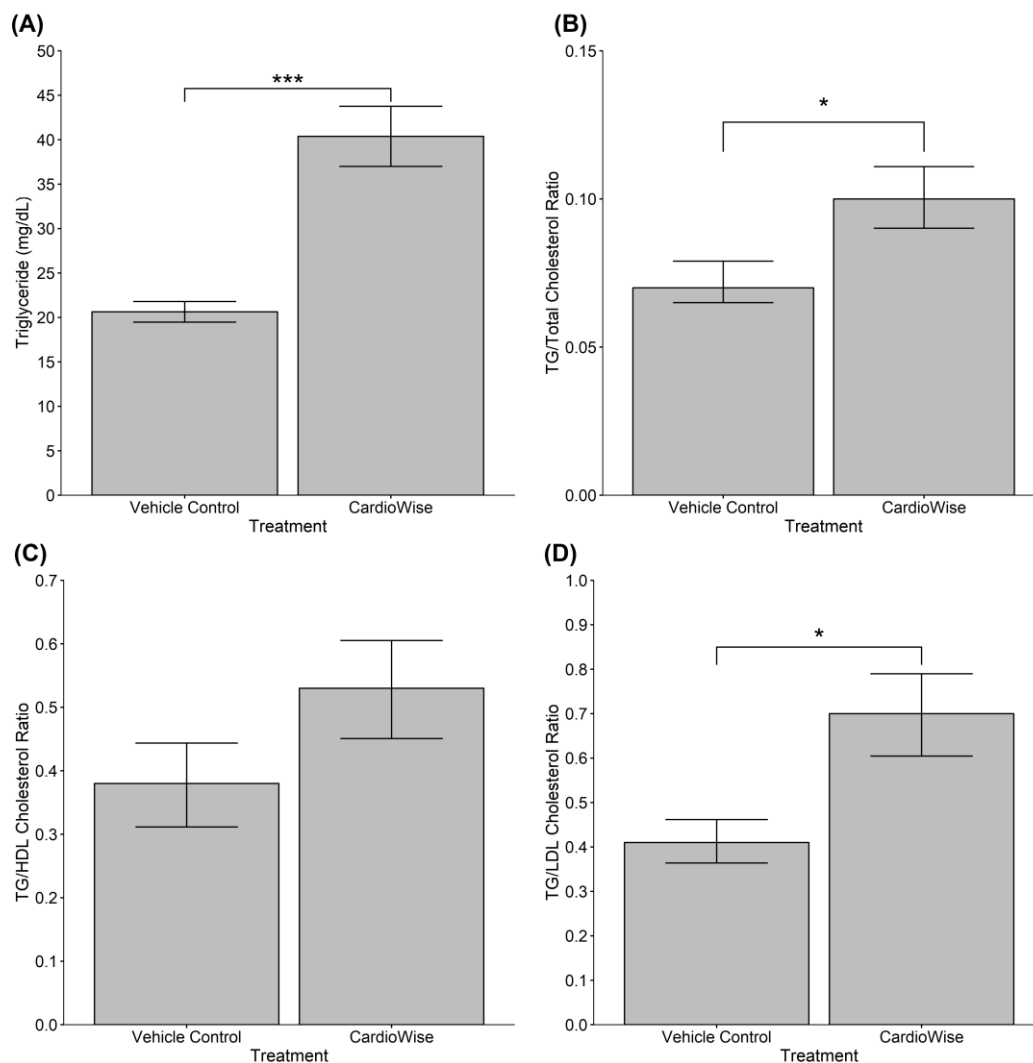 (A)
Triglyceride (mg/dL)
50
45
40
35
30
25
20
15
10
5
0
***
Vehicle Control
CardioWise
Treatment
(B)
TG/Total Cholesterol Ratio
0.15
0.10
0.05
0.00
*
Vehicle Control
CardioWise
Treatment
(C)
TG/HDL Cholesterol Ratio
0.7
0.6
0.5
0.4
0.3
0.2
0.1
0.0
Vehicle Control
CardioWise
Treatment
(D)
TG/LDL Cholesterol Ratio
1.0
0.9
0.8
0.7
0.6
0.5
0.4
0.3
0.2
0.1
0.0
*
Vehicle Control
CardioWise
Treatment